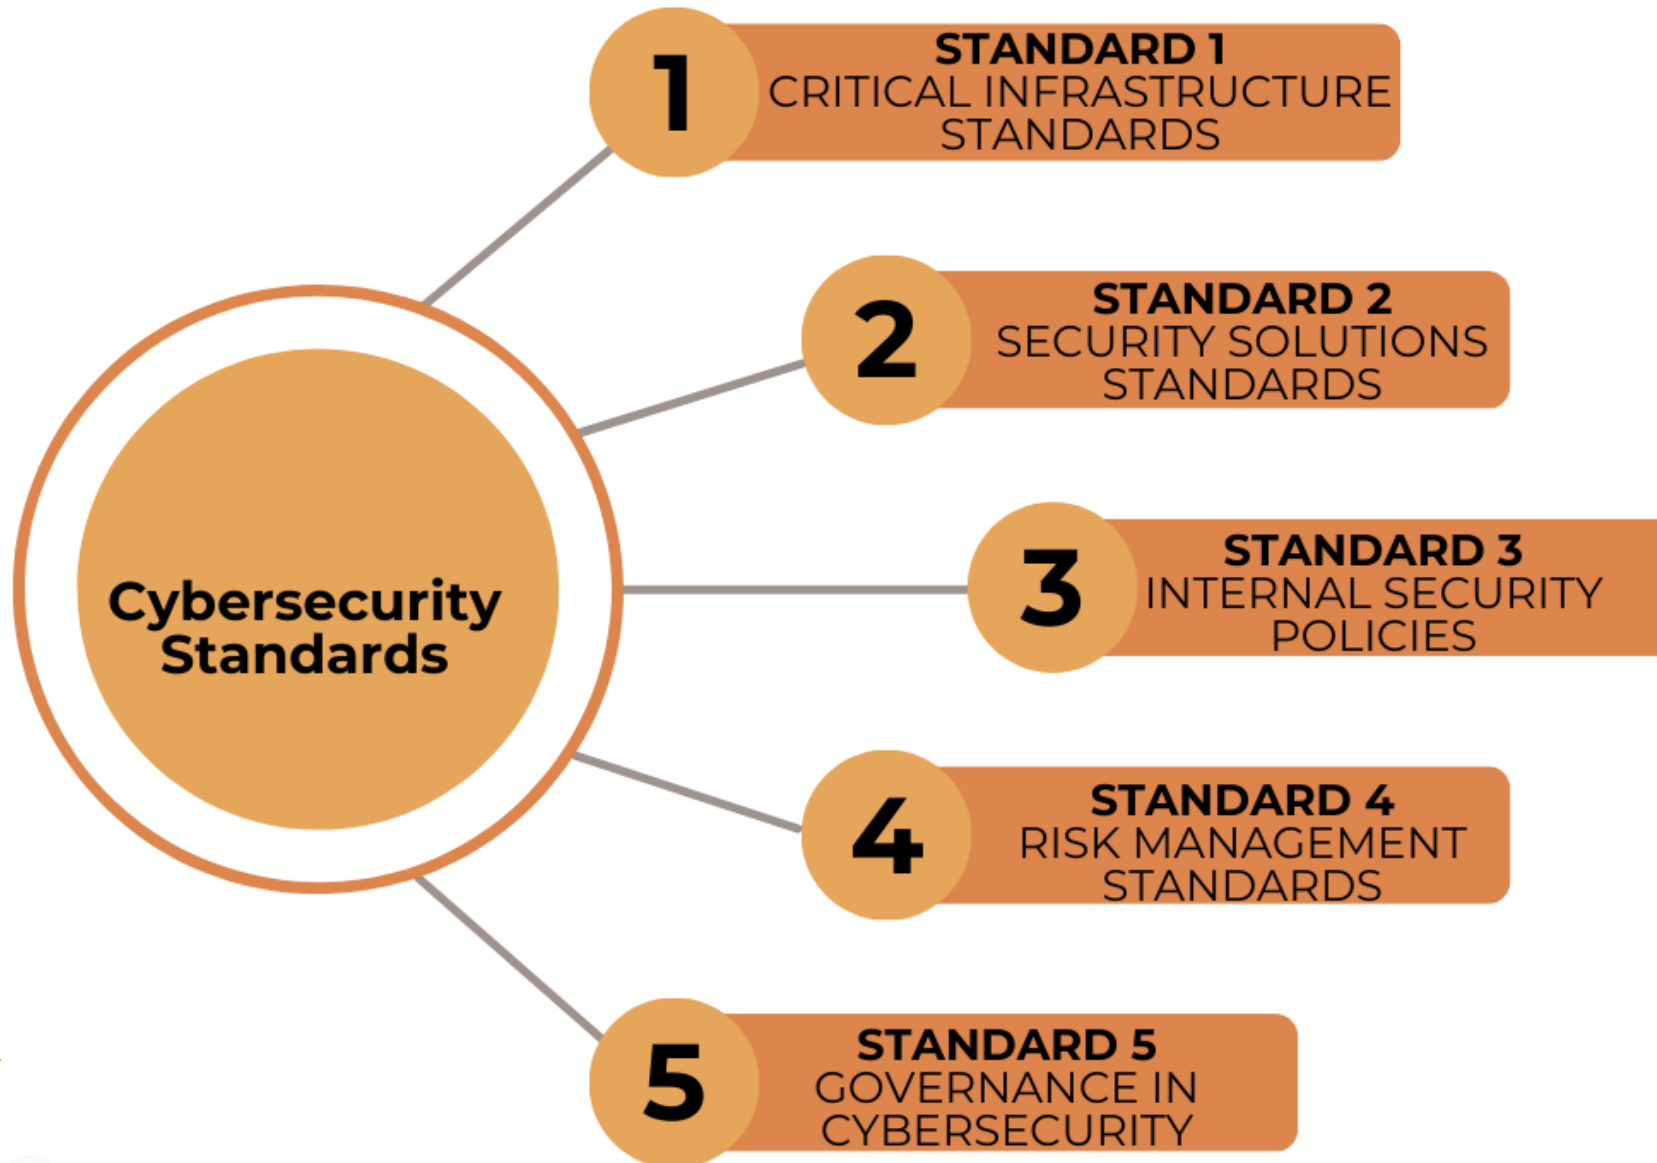 1
STANDARD 1
CRITICAL INFRASTRUCTURE
STANDARDS
2
STANDARD 2
SECURITY SOLUTIONS
STANDARDS
Cybersecurity
Standards
3
STANDARD 3
INTERNAL SECURITY
POLICIES
4
STANDARD 4
RISK MANAGEMENT
STANDARDS
5
STANDARD 5
GOVERNANCE IN
CYBERSECURITY